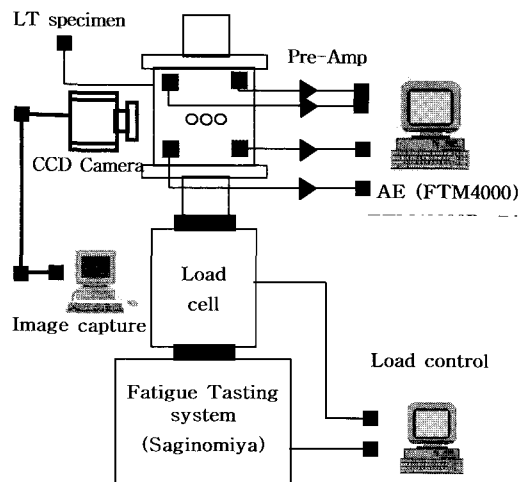 LT specimen
Pre-Amp
CCD Camera
AE (FTM4000)
Image capture
Load
cell
Load control
Fatigue Tasting
system
(Saginomiya)